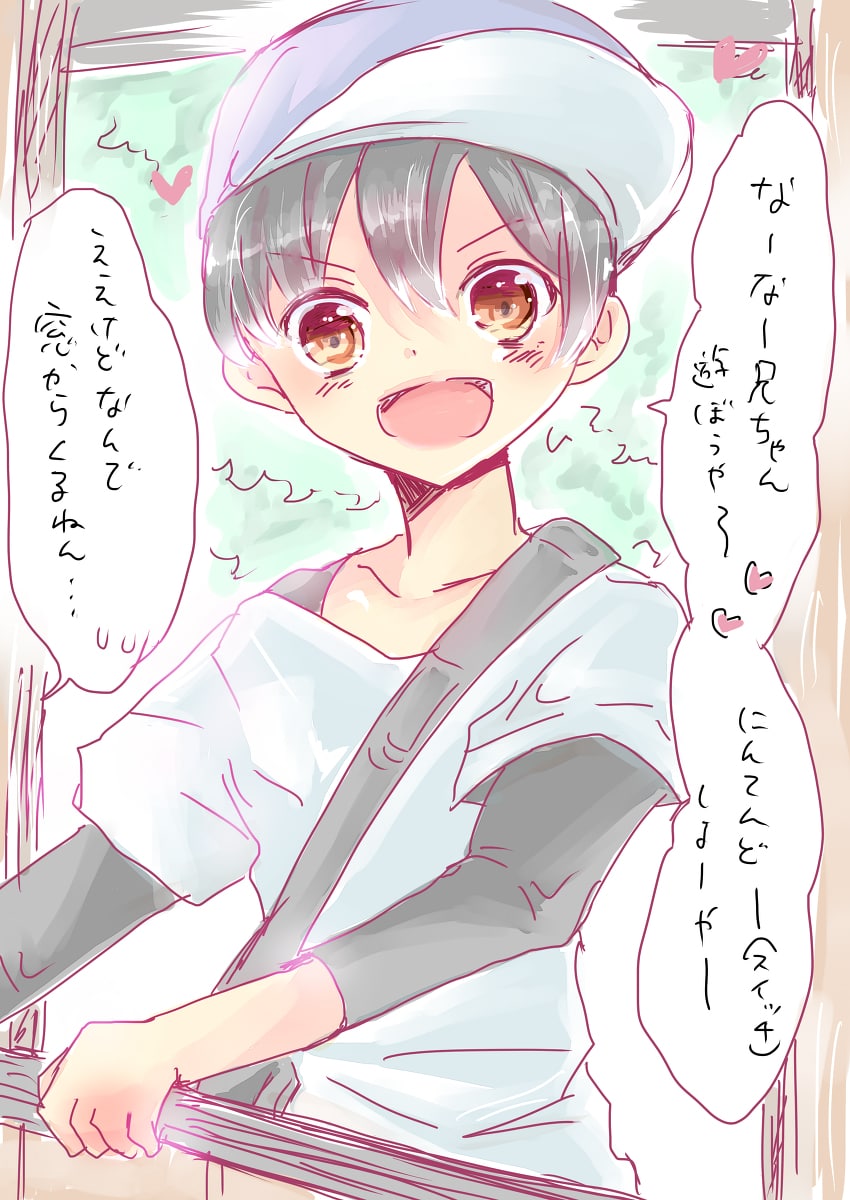 なーなー兄ちゃん
遊ぼうや〜
にんてんどー(スイッチ)
しよーやー
ええけどなんで
窓からくるねん…